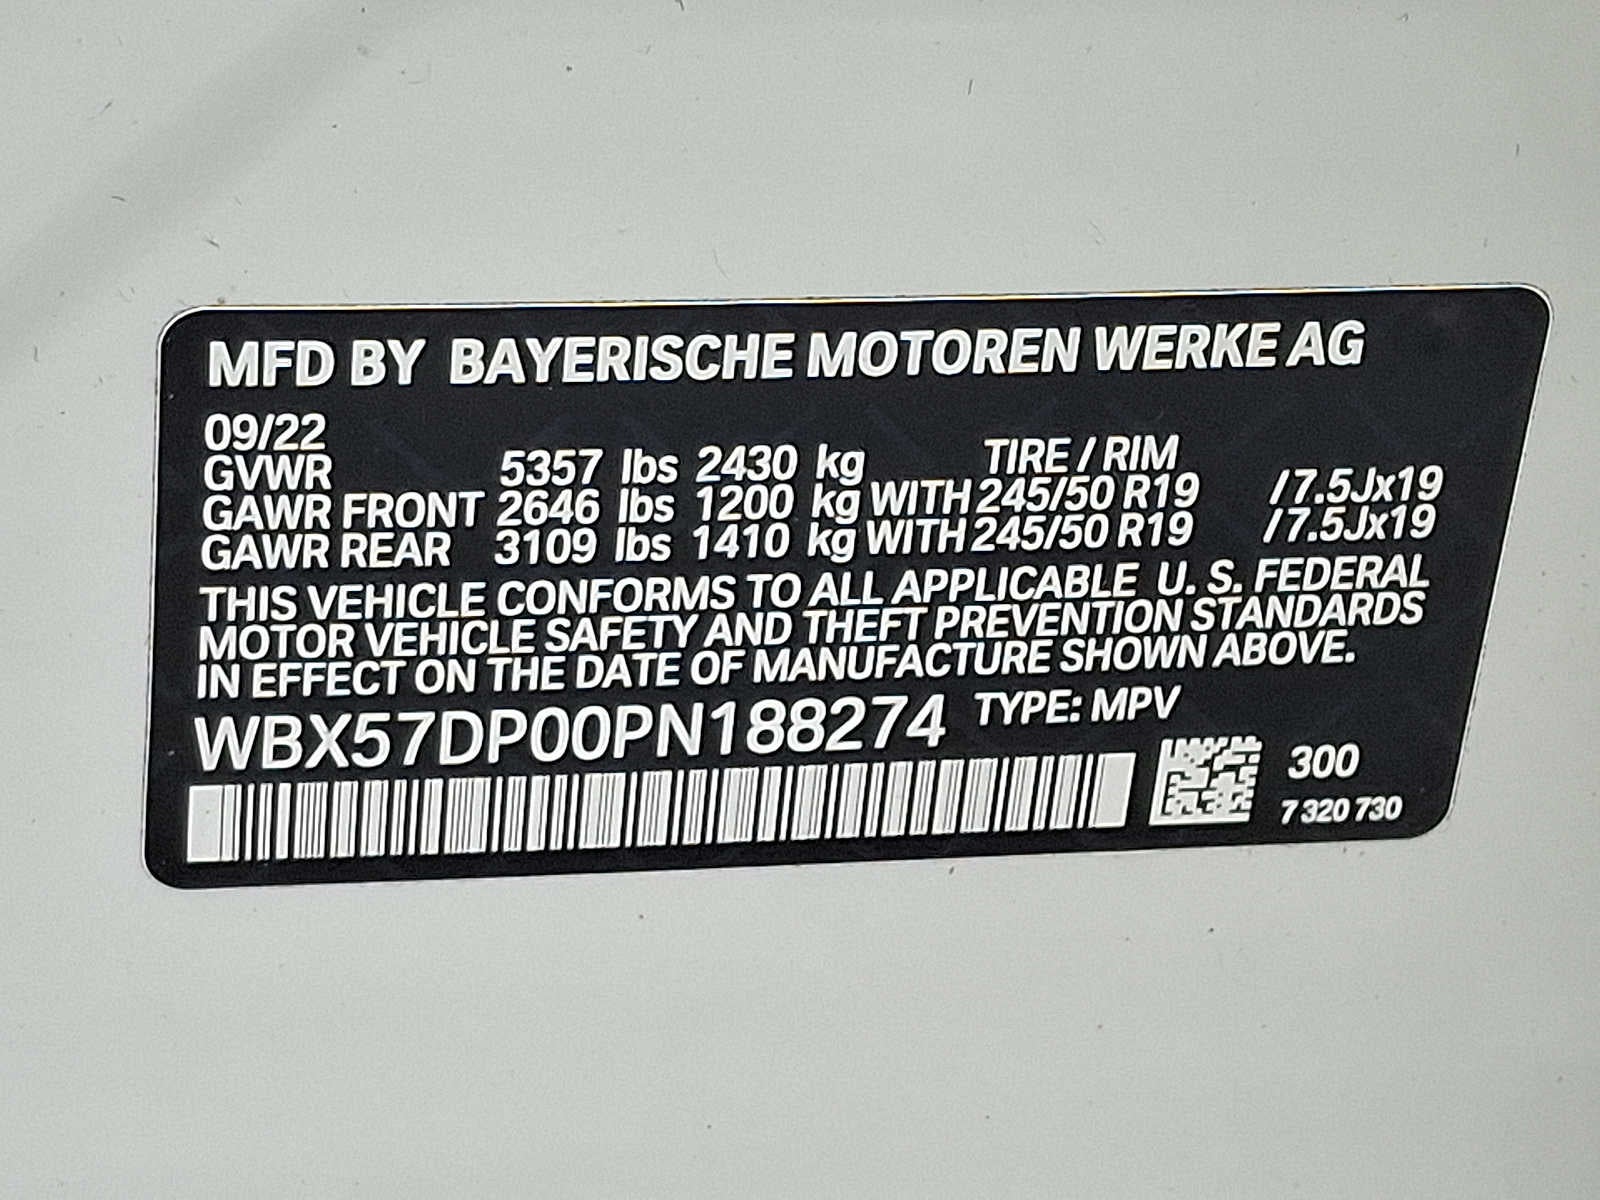 MFD BY BAYERISCHE MOTOREN WERKE AG
09/22
GVWR 5357 lbs 2430 kg TIRE / RIM
GAWR FRONT 2646 lbs 1200 kg WITH 245/50 R19 / 7.5Jx19
GAWR REAR 3109 lbs 1410 kg WITH 245/50 R19 / 7.5Jx19
THIS VEHICLE CONFORMS TO ALL APPLICABLE U. S. FEDERAL
MOTOR VEHICLE SAFETY AND THEFT PREVENTION STANDARDS
IN EFFECT ON THE DATE OF MANUFACTURE SHOWN ABOVE.
WBX57DP00PN188274 TYPE: MPV
300
7 320 730